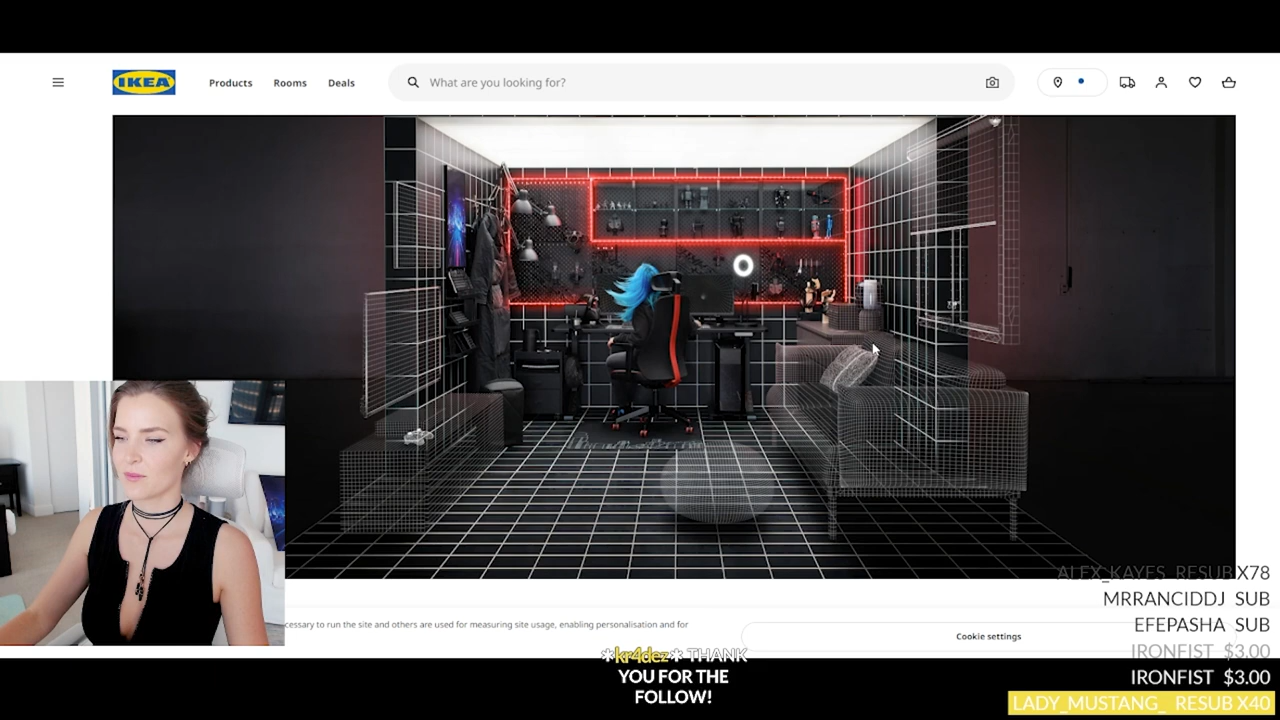 IKEA
Products
Rooms
Deals
What are you looking for?
cessary to run the site and others are used for measuring site usage, enabling personalisation and for
Cookie settings
*kr4dez* THANK
YOU FOR THE
FOLLOW!
ALEX_KAYES RESUB X78
MRRANCIDDJ SUB
EFEPASHA SUB
IRONFIST $3.00
IRONFIST $3.00
LADY_MUSTANG_ RESUB X40